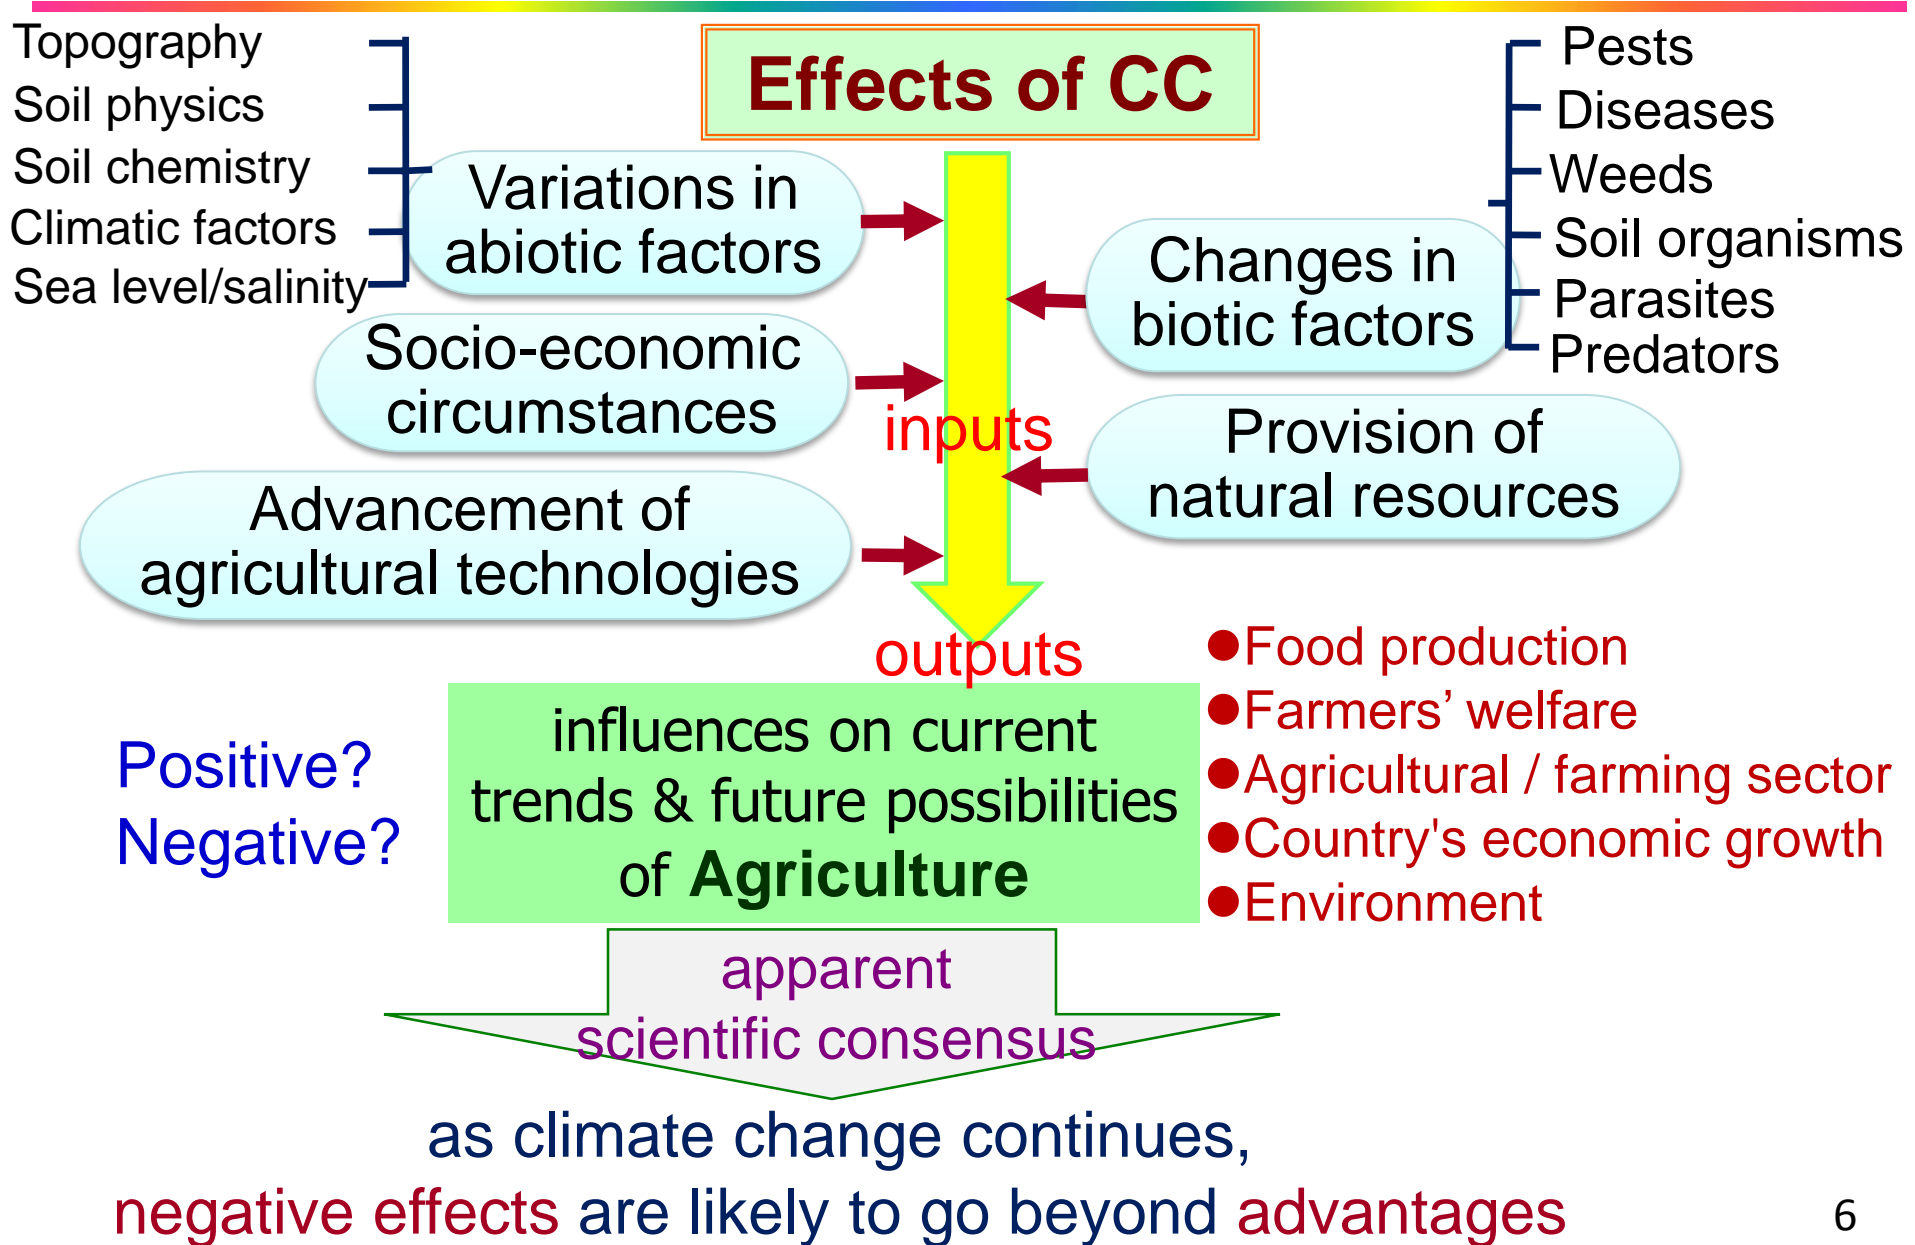 Effects of CC
Topography
Soil physics
Soil chemistry
Climatic factors
Sea level/salinity
Variations in
abiotic factors
Pests
Diseases
Weeds
Soil organisms
Parasites
Predators
Changes in
biotic factors
Socio-economic
circumstances
inputs
Provision of
natural resources
Advancement of
agricultural technologies
outputs
Positive?
Negative?
influences on current
trends & future possibilities
of Agriculture
●Food production
●Farmers’ welfare
●Agricultural / farming sector
●Country's economic growth
●Environment
apparent
scientific consensus
as climate change continues,
negative effects are likely to go beyond advantages
6